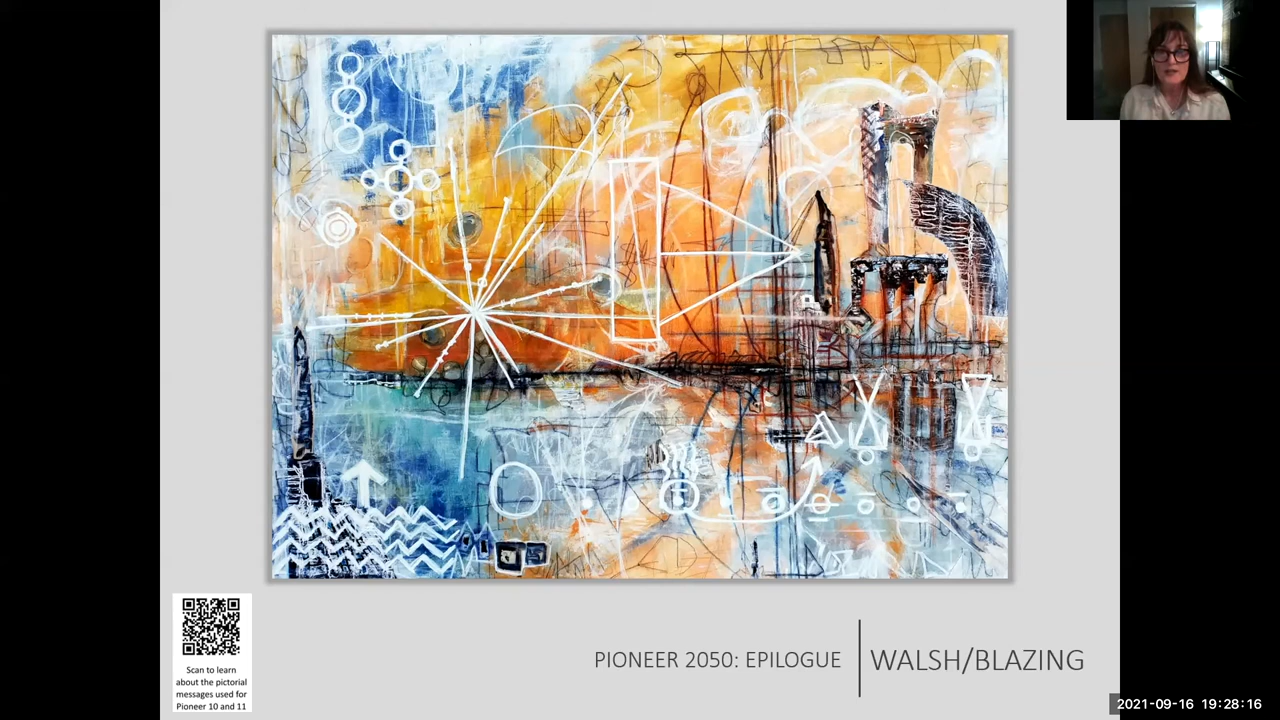 PIONEER 2050: EPILOGUE
WALSH/BLAZING
Scan to learn
about the pictorial
messages used for
Pioneer 10 and 11
2021-09-16 19:28:16